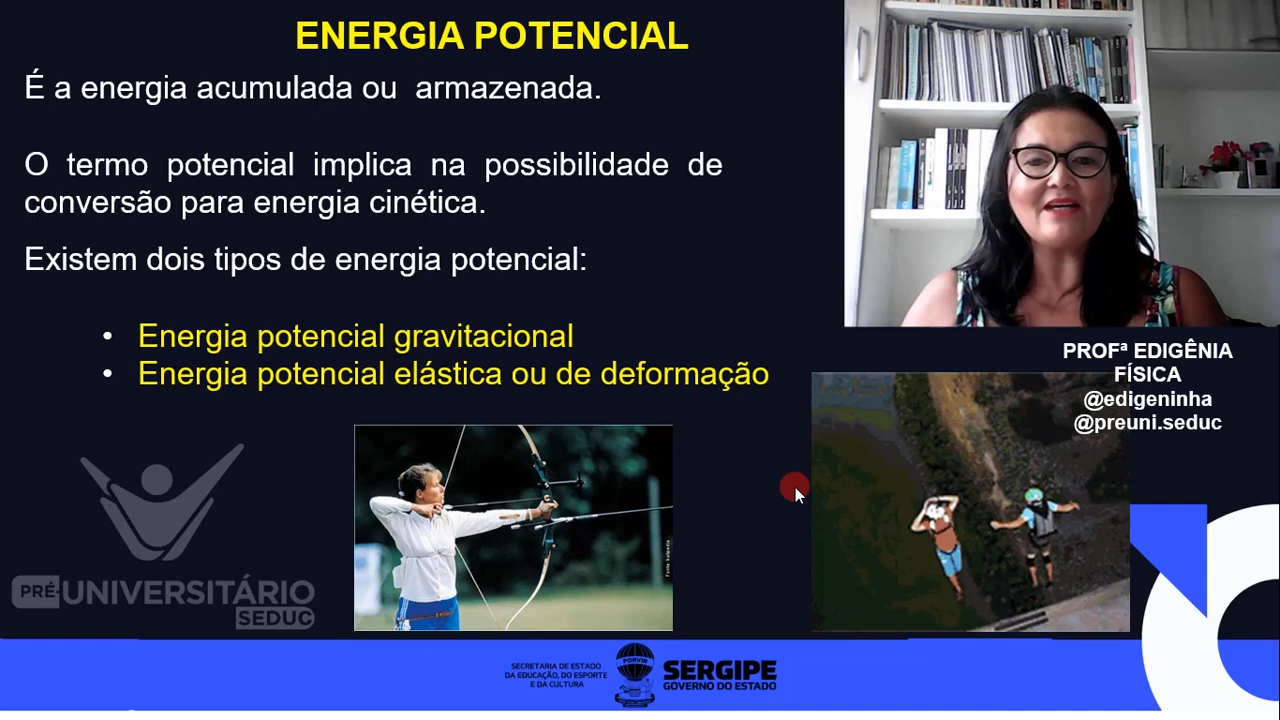 ENERGIA POTENCIAL
É a energia acumulada ou armazenada.
O termo potencial implica na possibilidade de
conversão para energia cinética.
Existem dois tipos de energia potencial:
• Energia potencial gravitacional
• Energia potencial elástica ou de deformação
PROFª EDIGÊNIA
FÍSICA
@edigeninha
@preuni.seduc
PRÉ-UNIVERSITÁRIO
SEDUC
SECRETARIA DE ESTADO
DA EDUCAÇÃO, DO ESPORTE
E DA CULTURA
PORVIR
SERGIPE
GOVERNO DO ESTADO